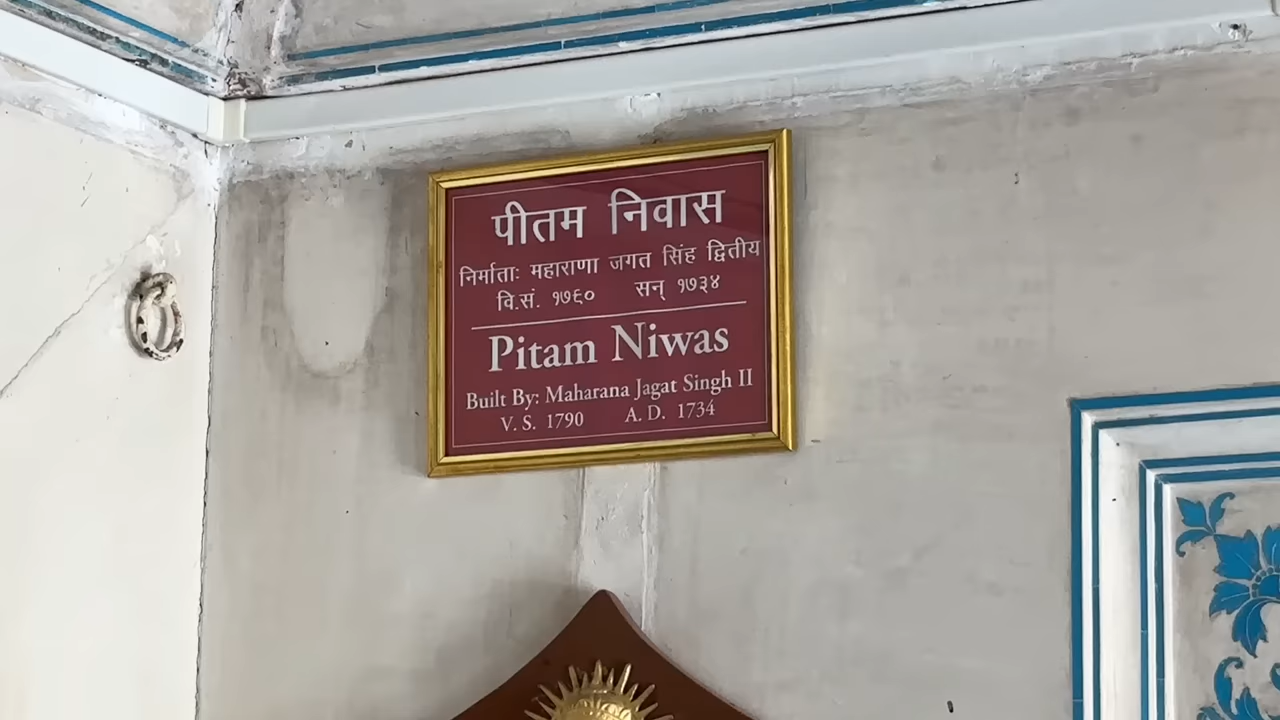 पीतम निवास
निर्माताः महाराणा जगत सिंह द्वितीय
वि.सं. १७६० सन् १७३४
Pitam Niwas
Built By: Maharana Jagat Singh II
V. S. 1790 A. D. 1734